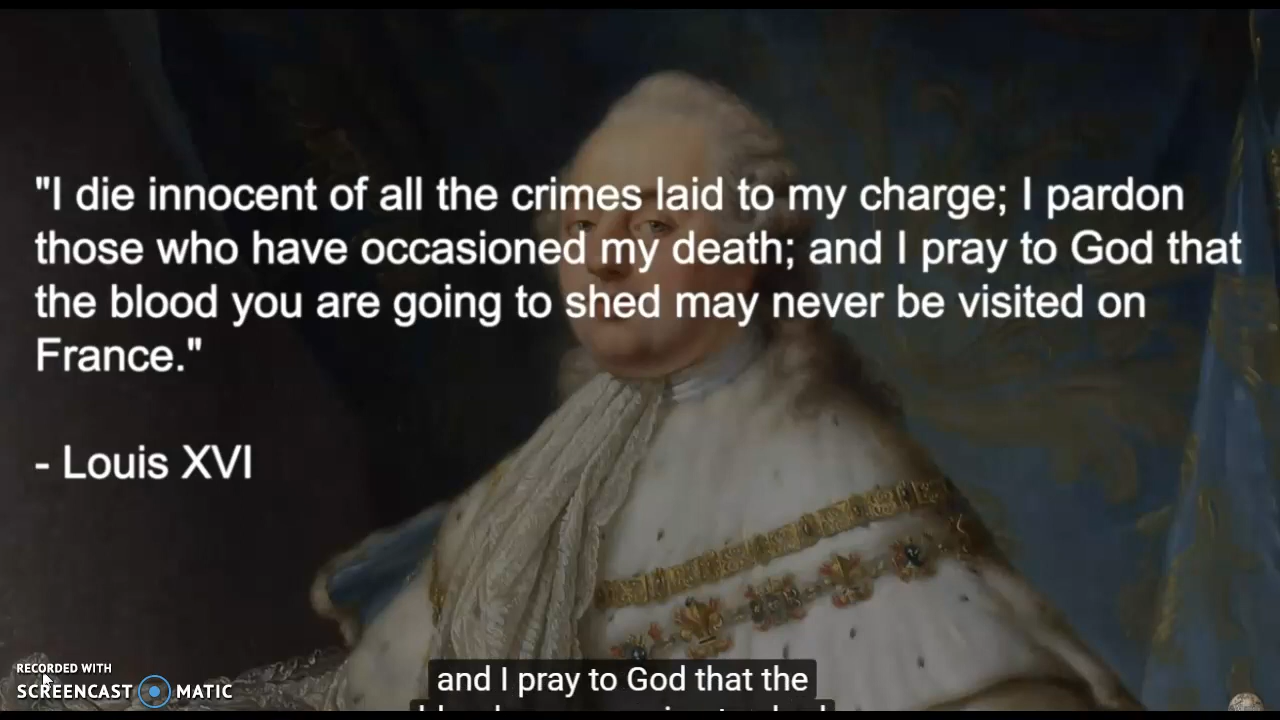 "I die innocent of all the crimes laid to my charge; I pardon
those who have occasioned my death; and I pray to God that
the blood you are going to shed may never be visited on
France."
- Louis XVI
RECORDED WITH
SCREENCAST MATIC
and I pray to God that the